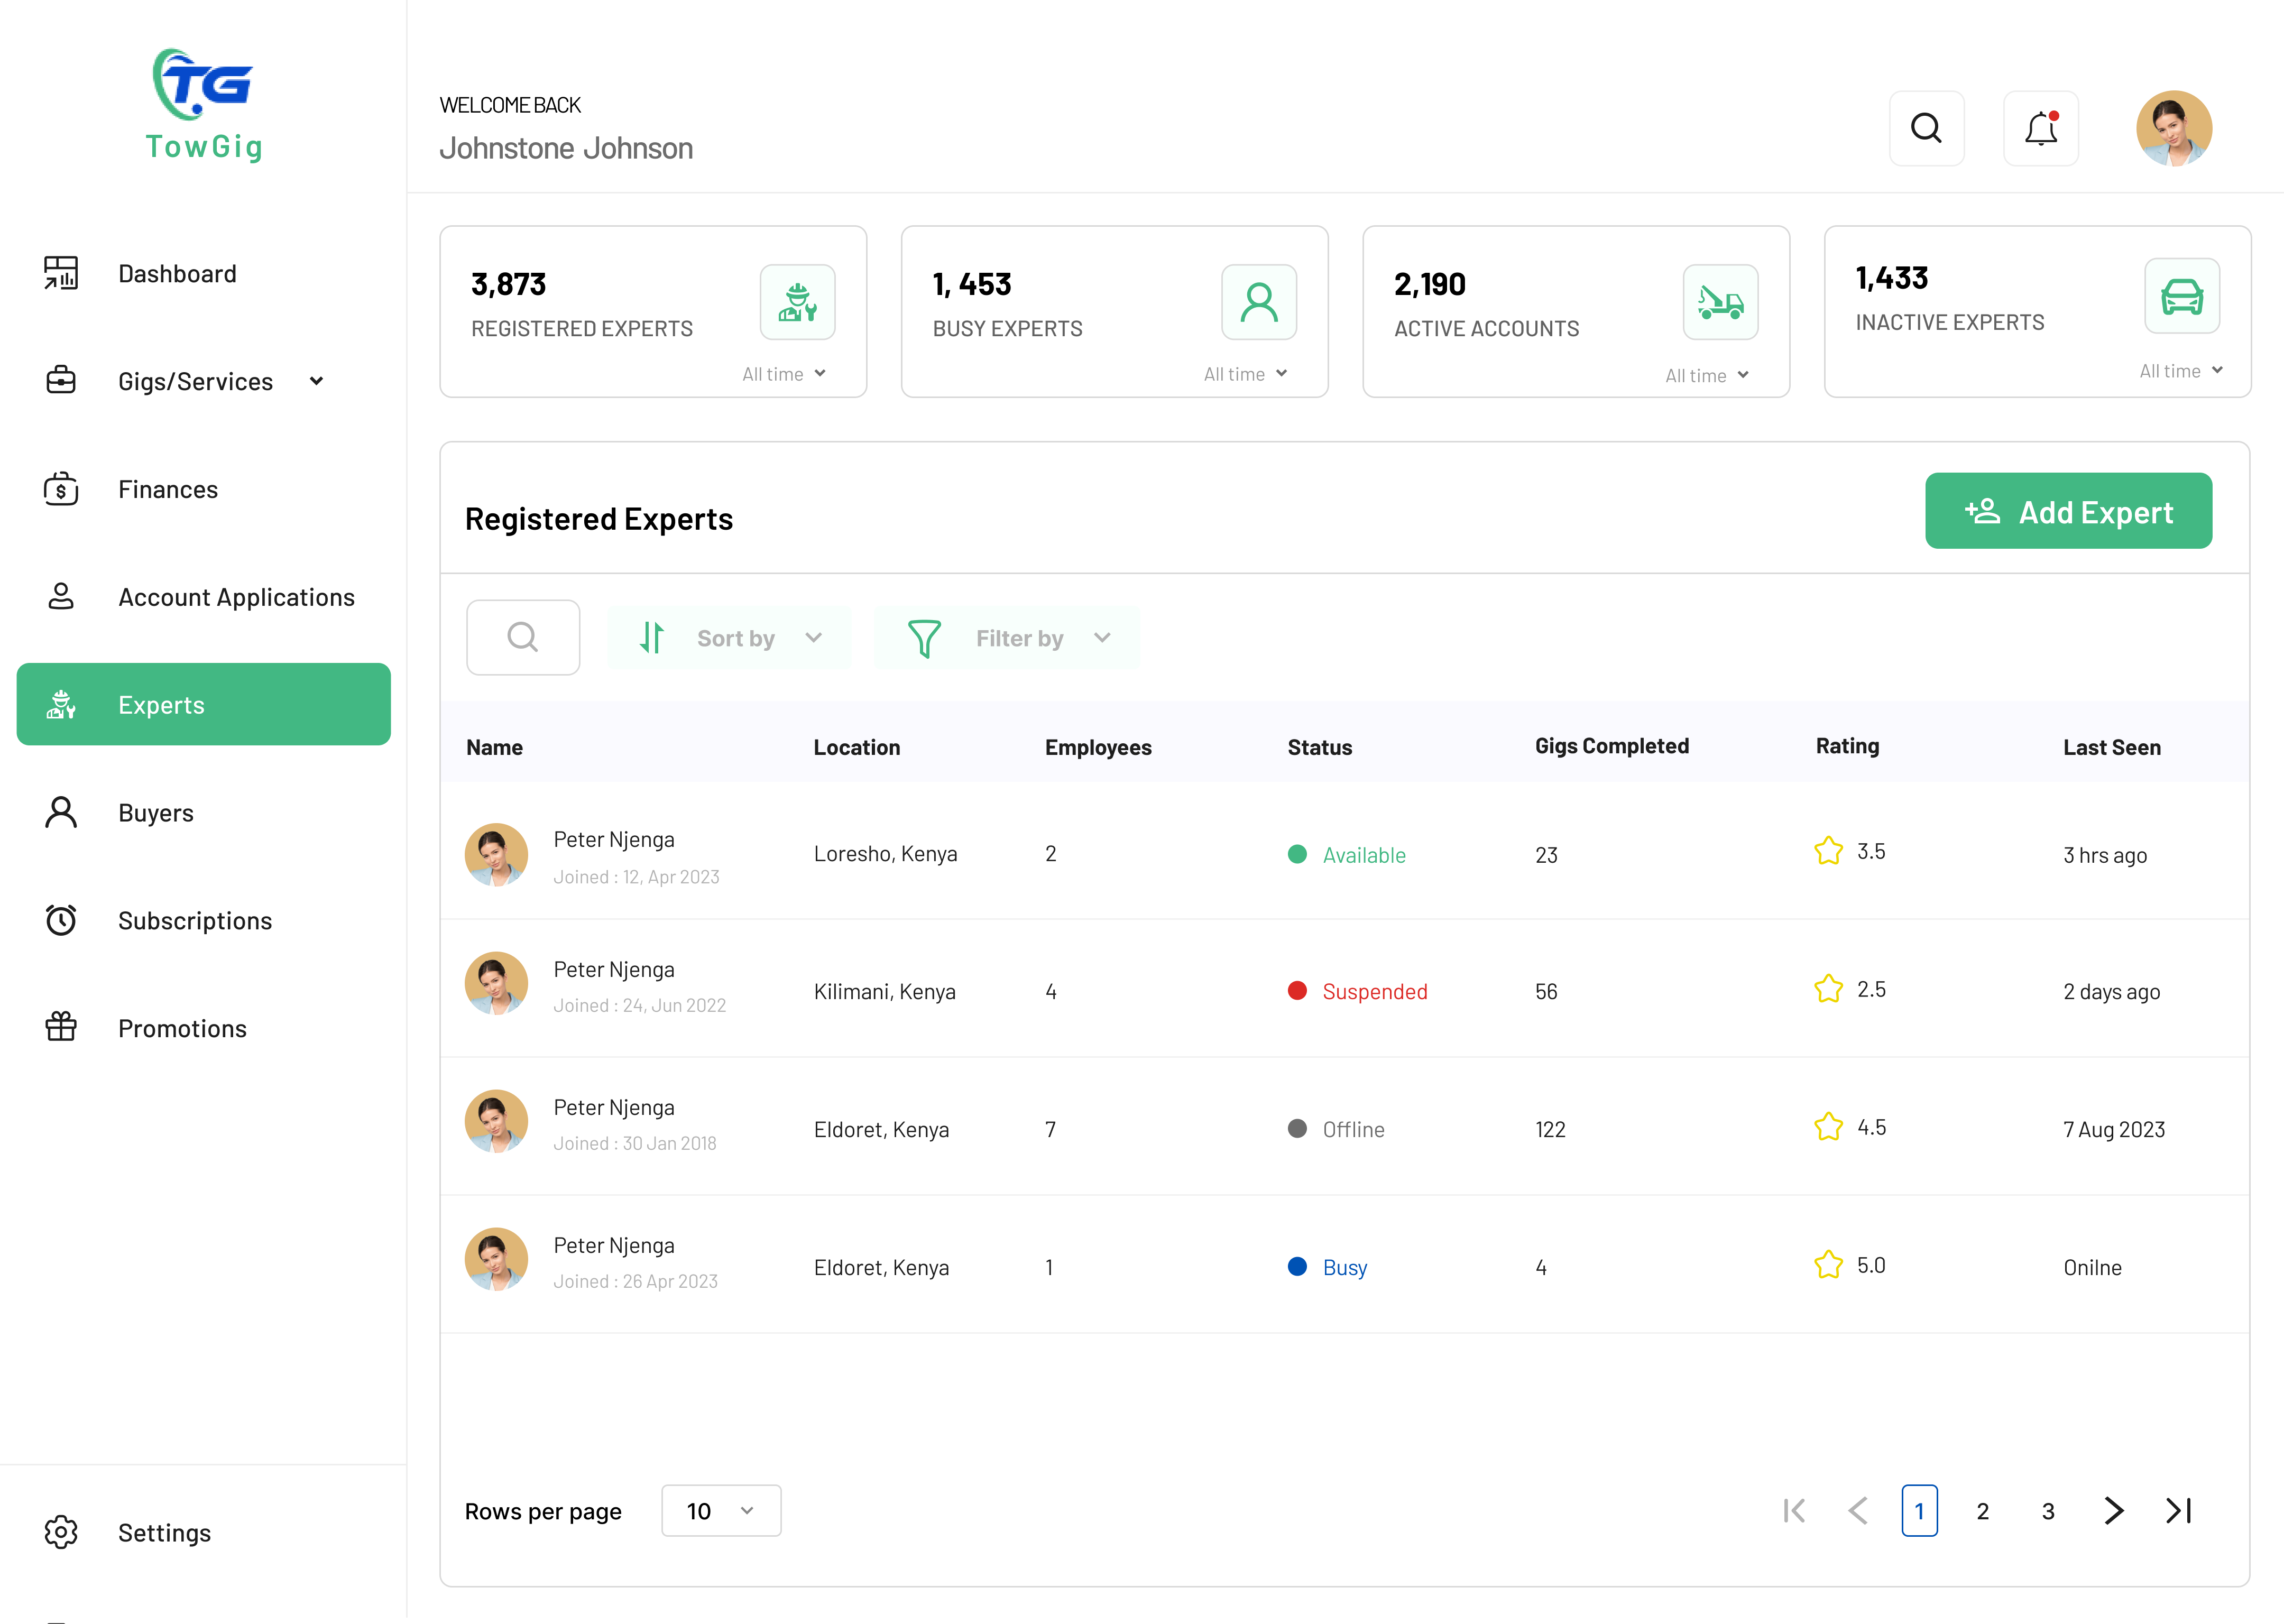 TG
TowGig
Dashboard
Gigs/Services
Finances
Account Applications
Experts
Buyers
Subscriptions
Promotions
Settings
WELCOME BACK
Johnstone Johnson
3,873
REGISTERED EXPERTS
All time
1, 453
BUSY EXPERTS
All time
2,190
ACTIVE ACCOUNTS
All time
1,433
INACTIVE EXPERTS
All time
Registered Experts
Add Expert
Sort by
Filter by
Name Location Employees Status Gigs Completed Rating Last Seen
Peter Njenga
Joined : 12, Apr 2023
Loresho, Kenya 2 Available 23 3.5 3 hrs ago
Peter Njenga
Joined : 24, Jun 2022
Kilimani, Kenya 4 Suspended 56 2.5 2 days ago
Peter Njenga
Joined : 30 Jan 2018
Eldoret, Kenya 7 Offline 122 4.5 7 Aug 2023
Peter Njenga
Joined : 26 Apr 2023
Eldoret, Kenya 1 Busy 4 5.0 Onilne
Rows per page 10 1 2 3